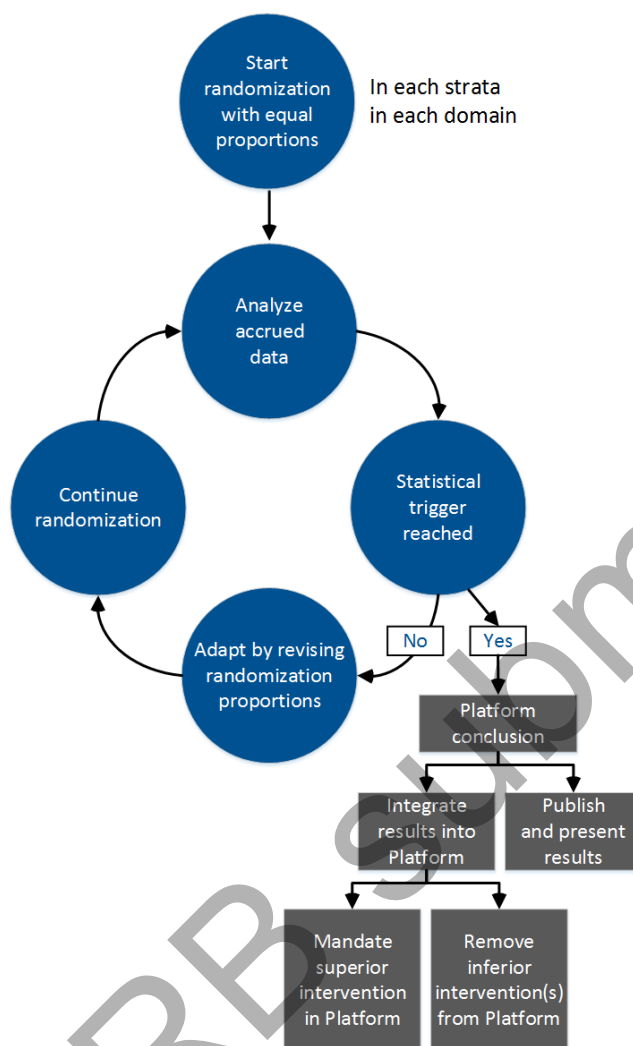 Start
randomization
with equal
proportions
In each strata
in each domain
Analyze
accrued
data
Continue
randomization
Statistical
trigger
reached
No
Yes
Adapt by revising
randomization
proportions
Platform
conclusion
Integrate
results into
Platform
Publish
and present
results
Mandate
superior
intervention
in Platform
Remove
inferior
intervention(s)
from Platform